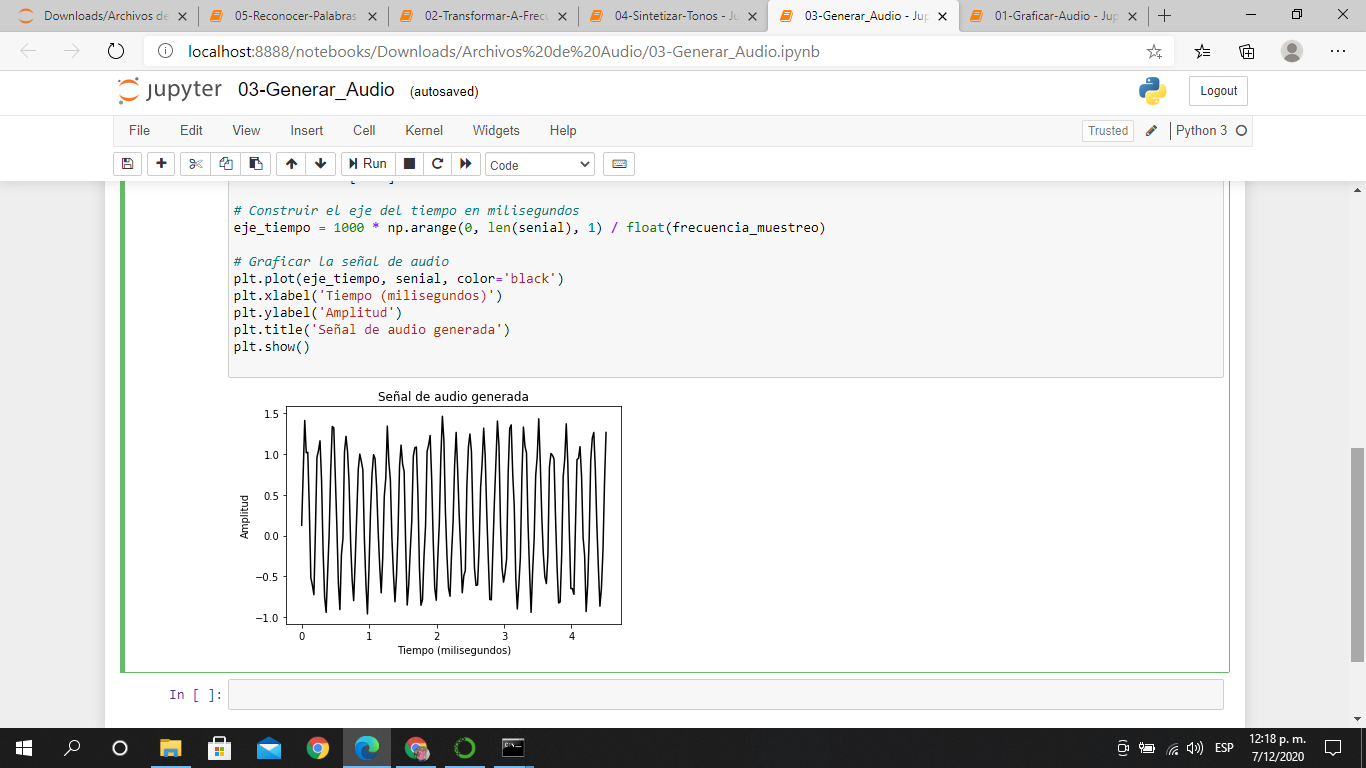 Downloads/Archivos de
05-Reconocer-Palabras
02-Transformar-A-Frecu
04-Sintetizar-Tonos - Ju
03-Generar_Audio - Jup
01-Graficar-Audio - Jup
localhost:8888/notebooks/Downloads/Archivos%20de%20Audio/03-Generar_Audio.ipynb
jupyter 03-Generar_Audio (autosaved)
Logout
File Edit View Insert Cell Kernel Widgets Help
Trusted Python 3
Run Code
# Construir el eje del tiempo en milisegundos
eje_tiempo = 1000 * np.arange(0, len(senial), 1) / float(frecuencia_muestreo)
# Graficar la señal de audio
plt.plot(eje_tiempo, senial, color='black')
plt.xlabel('Tiempo (milisegundos)')
plt.ylabel('Amplitud')
plt.title('Señal de audio generada')
plt.show()
Señal de audio generada
1.5
1.0
0.5
0.0
−0.5
−1.0
Amplitud
0 1 2 3 4
Tiempo (milisegundos)
In [ ]:
ESP
12:18 p. m.
7/12/2020